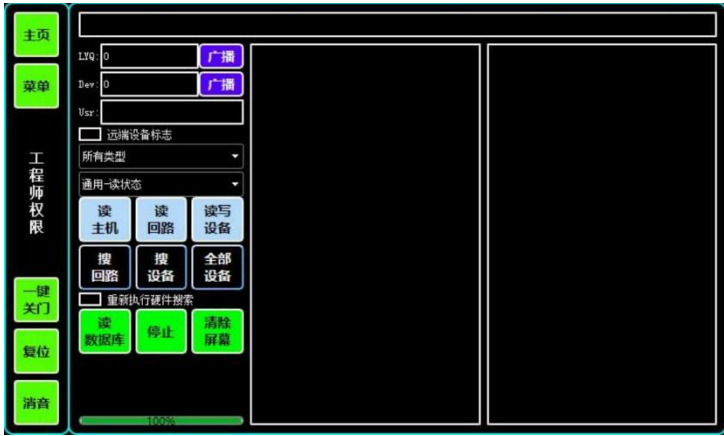 主页
菜单
工程师权限
一键
关门
复位
消音
LYQ: 0 广播
Dev: 0 广播
Usr:
远端设备标志
所有类型
通用-读状态
读
主机
读
回路
读写
设备
搜
回路
搜
设备
全部
设备
重新执行硬件搜索
读
数据库
停止
清除
屏幕
100%